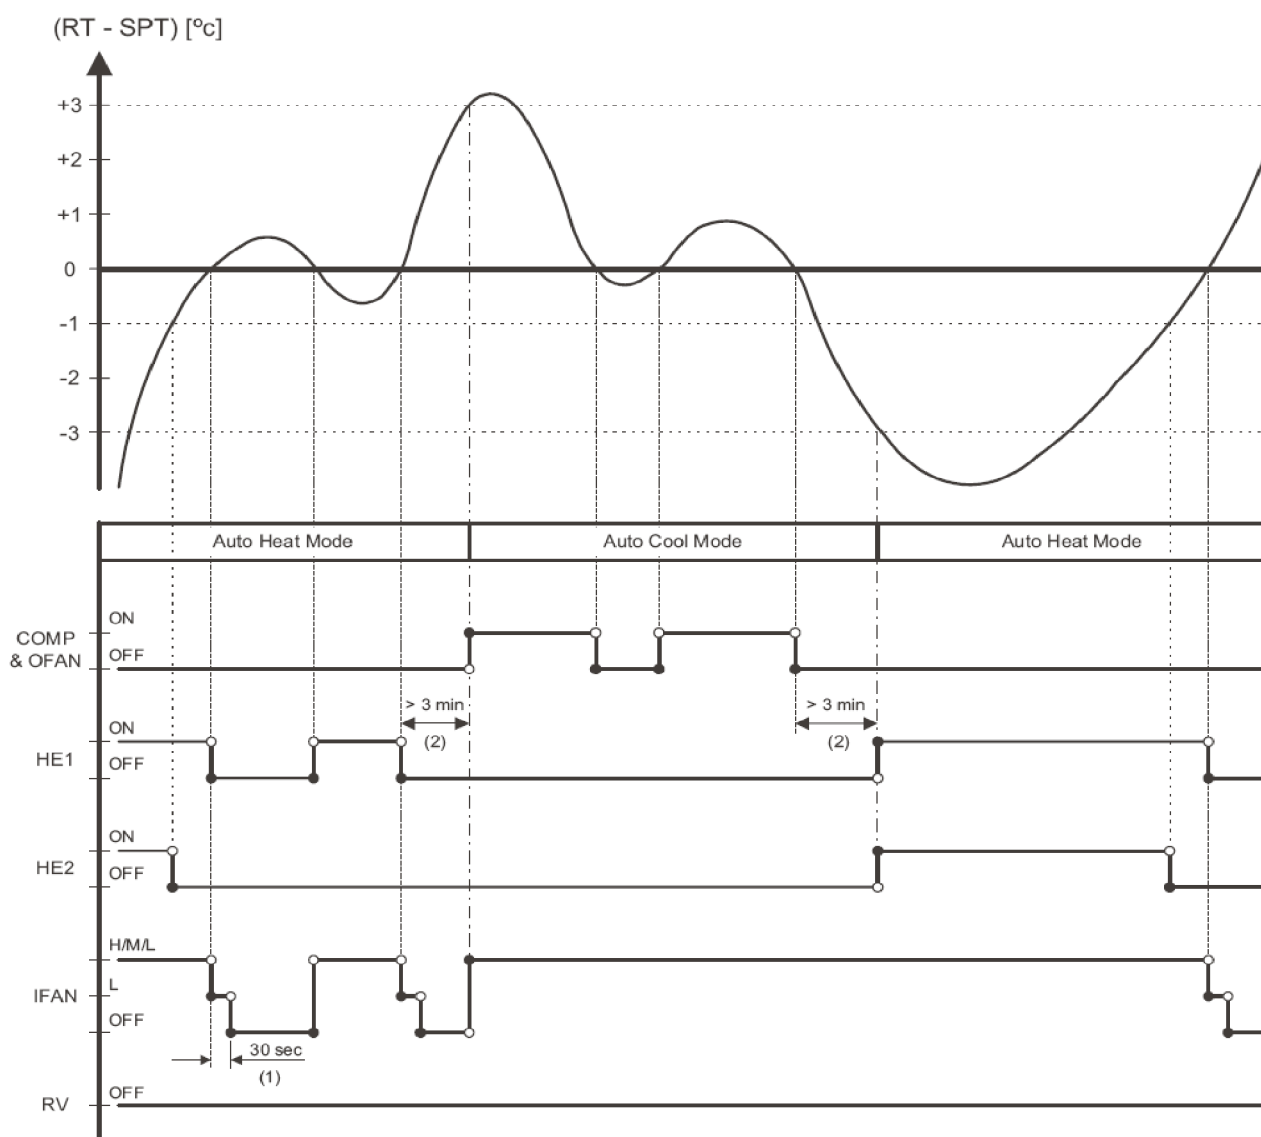 (RT - SPT) [ºc]
+3
+2
+1
0
-1
-2
-3
Auto Heat Mode Auto Cool Mode Auto Heat Mode
ON
COMP
& OFAN
OFF
> 3 min > 3 min
(2) (2)
ON
HE1
OFF
ON
HE2
OFF
H/M/L
L
IFAN
OFF
30 sec
(1)
OFF
RV